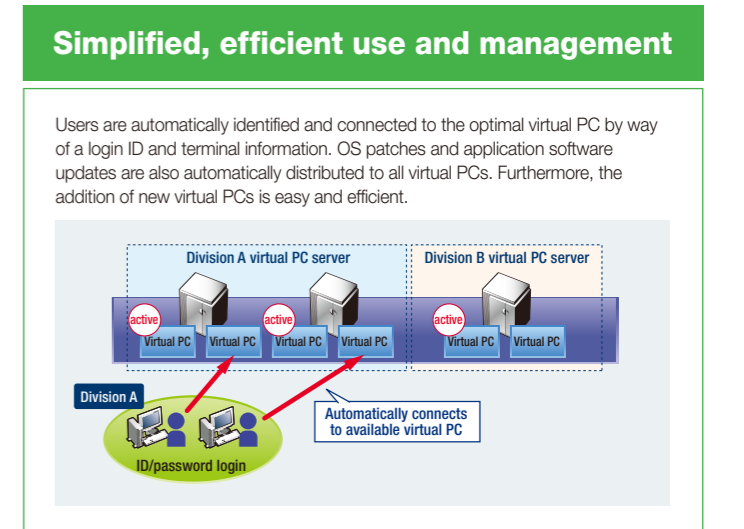 Simplified, efficient use and management
Users are automatically identified and connected to the optimal virtual PC by way
of a login ID and terminal information. OS patches and application software
updates are also automatically distributed to all virtual PCs. Furthermore, the
addition of new virtual PCs is easy and efficient.
Division A virtual PC server
Division B virtual PC server
active
active
active
Virtual PC
Virtual PC
Virtual PC
Virtual PC
Virtual PC
Virtual PC
Division A
Automatically connects
to available virtual PC
ID/password login